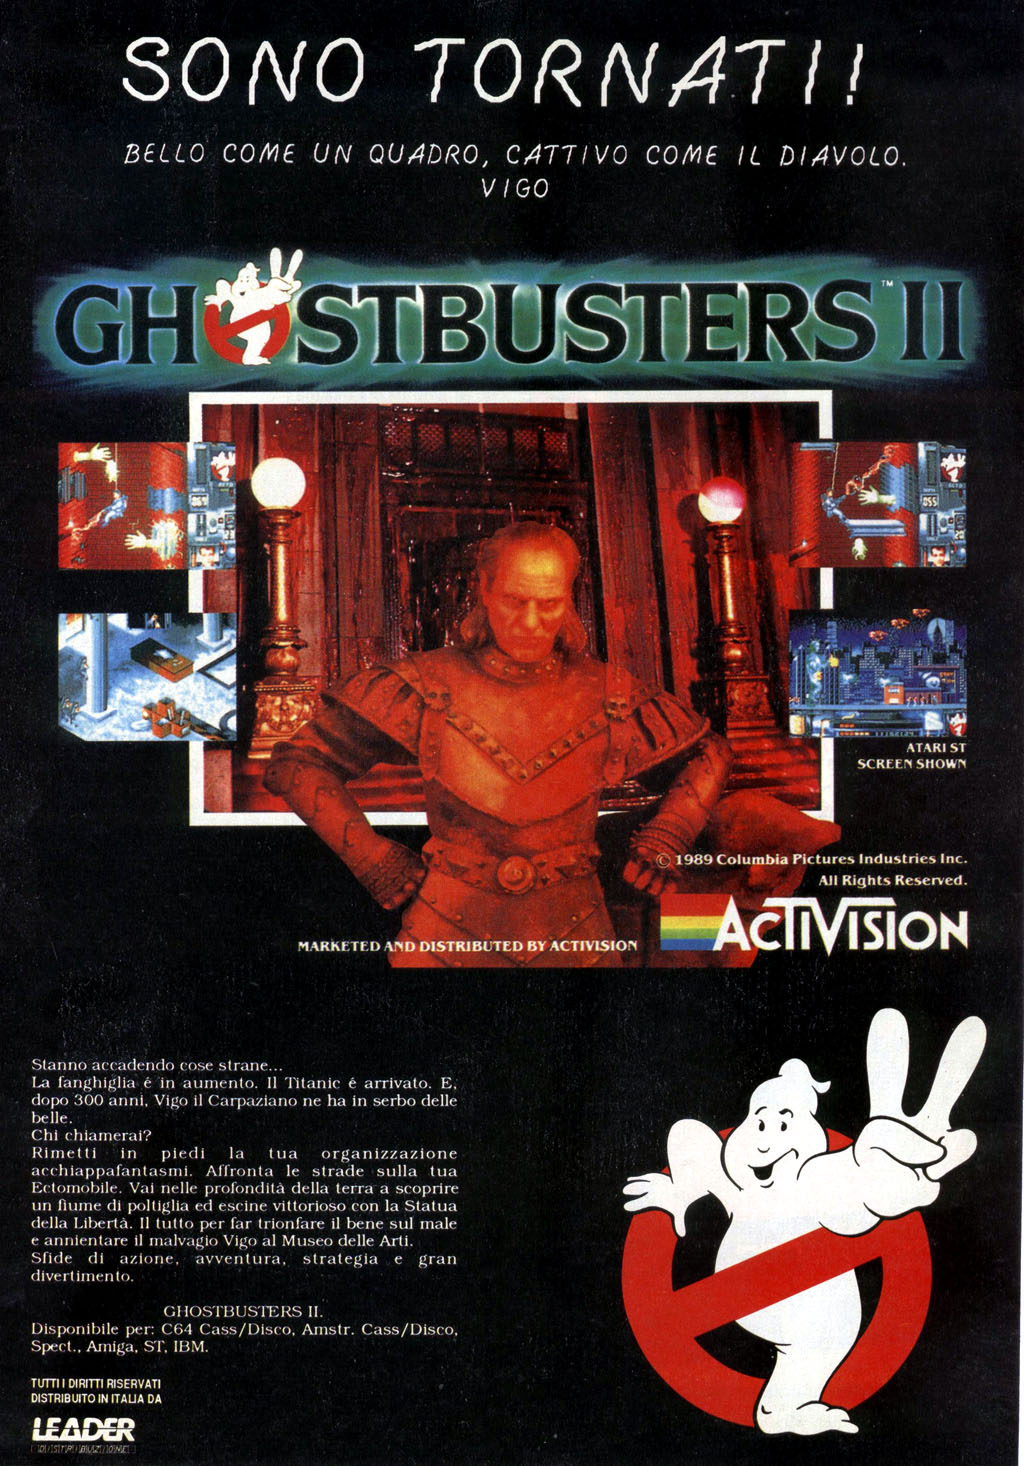 SONO TORNATI!
BELLO COME UN QUADRO, CATTIVO COME IL DIAVOLO.
VIGO
GHOSTBUSTERS™ II
ATARI ST
SCREEN SHOWN
© 1989 Columbia Pictures Industries Inc.
All Rights Reserved.
MARKETED AND DISTRIBUTED BY ACTIVISION
ACTIVISION
Stanno accadendo cose strane...
La fanghiglia é in aumento. Il Titanic é arrivato. E,
dopo 300 anni, Vigo il Carpaziano ne ha in serbo delle
belle.
Chi chiamerai?
Rimetti in piedi la tua organizzazione
acchiappafantasmi. Affronta le strade sulla tua
Ectomobile. Vai nelle profondità della terra a scoprire
un fiume di poltiglia ed escine vittorioso con la Statua
della Libertà. Il tutto per far trionfare il bene sul male
e annientare il malvagio Vigo al Museo delle Arti.
Sfide di azione, avventura, strategia e gran
divertimento.
GHOSTBUSTERS II.
Disponibile per: C64 Cass/Disco, Amstr. Cass/Disco,
Spect., Amiga, ST, IBM.
TUTTI I DIRITTI RISERVATI
DISTRIBUITO IN ITALIA DA
LEADER
DISTRIBUZIONE